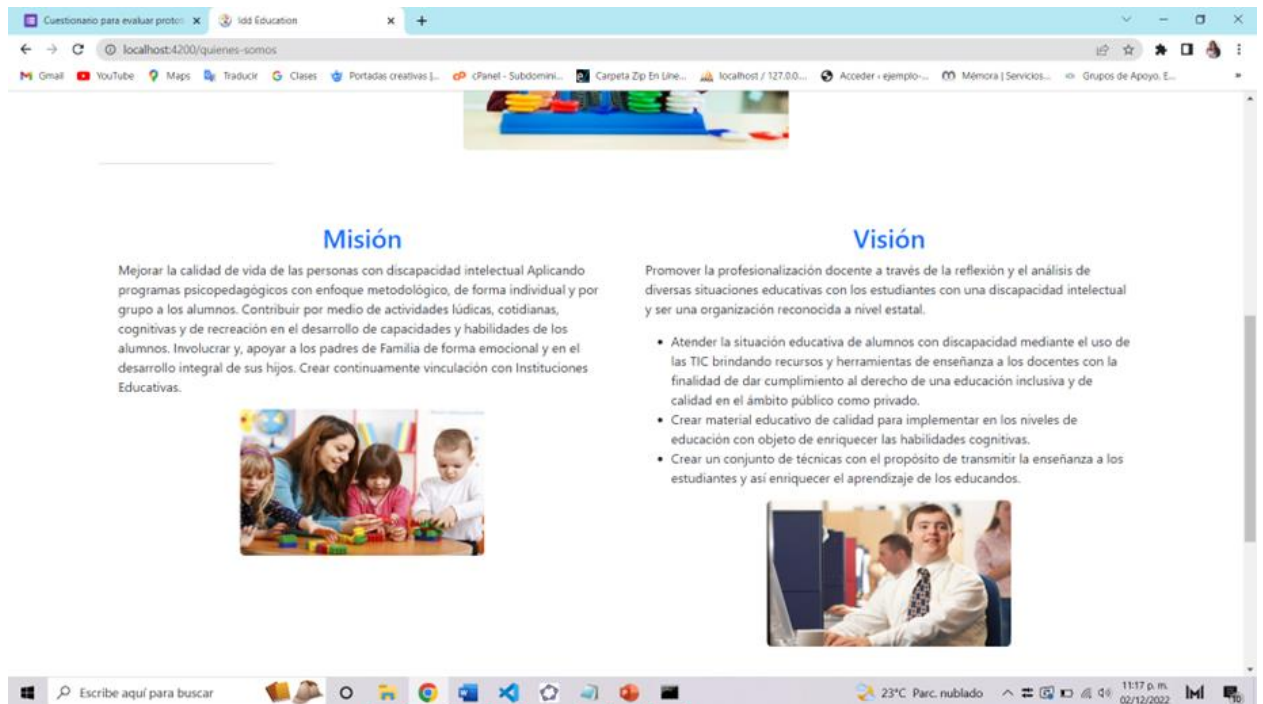 Cuestionario para evaluar prototi
Idd Education
localhost:4200/quienes-somos
Gmail
YouTube
Maps
Traducir
Clases
Portadas creativas |...
cPanel - Subdomini...
Carpeta Zip En Line...
localhost / 127.0.0...
Acceder ‹ ejemplo-...
Mémora | Servicios...
Grupos de Apoyo. E...
Misión
Mejorar la calidad de vida de las personas con discapacidad intelectual Aplicando
programas psicopedagógicos con enfoque metodológico, de forma individual y por
grupo a los alumnos. Contribuir por medio de actividades lúdicas, cotidianas,
cognitivas y de recreación en el desarrollo de capacidades y habilidades de los
alumnos. Involucrar y, apoyar a los padres de Familia de forma emocional y en el
desarrollo integral de sus hijos. Crear continuamente vinculación con Instituciones
Educativas.
Visión
Promover la profesionalización docente a través de la reflexión y el análisis de
diversas situaciones educativas con los estudiantes con una discapacidad intelectual
y ser una organización reconocida a nivel estatal.
• Atender la situación educativa de alumnos con discapacidad mediante el uso de
las TIC brindando recursos y herramientas de enseñanza a los docentes con la
finalidad de dar cumplimiento al derecho de una educación inclusiva y de
calidad en el ámbito público como privado.
• Crear material educativo de calidad para implementar en los niveles de
educación con objeto de enriquecer las habilidades cognitivas.
• Crear un conjunto de técnicas con el propósito de transmitir la enseñanza a los
estudiantes y así enriquecer el aprendizaje de los educandos.
Escribe aquí para buscar
23°C Parc. nublado
11:17 p. m.
02/12/2022
10